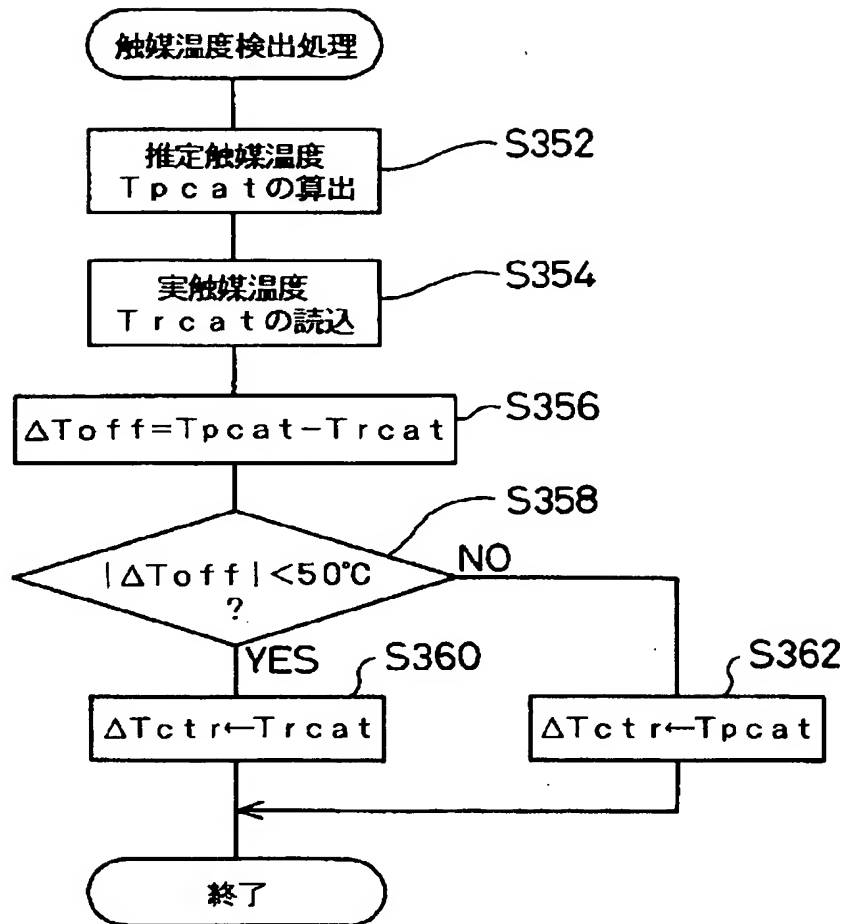 触媒温度検出処理
推定触媒温度
Tpcatの算出
S352
実触媒温度
Trcatの読込
S354
ΔToff=Tpcat−Trcat
S356
|ΔToff|<50℃
?
S358
NO
YES
ΔTctr←Trcat
S360
ΔTctr←Tpcat
S362
終了